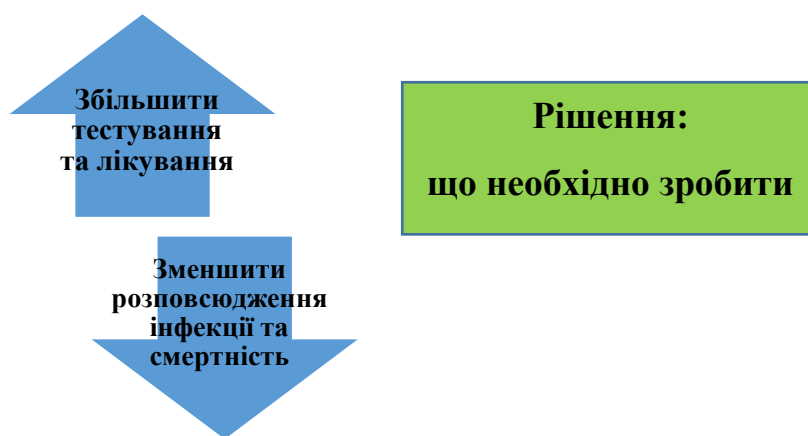 Збільшити
тестування
та лікування
Рішення:
що необхідно зробити
Зменшити
розповсюдження
інфекції та
смертність